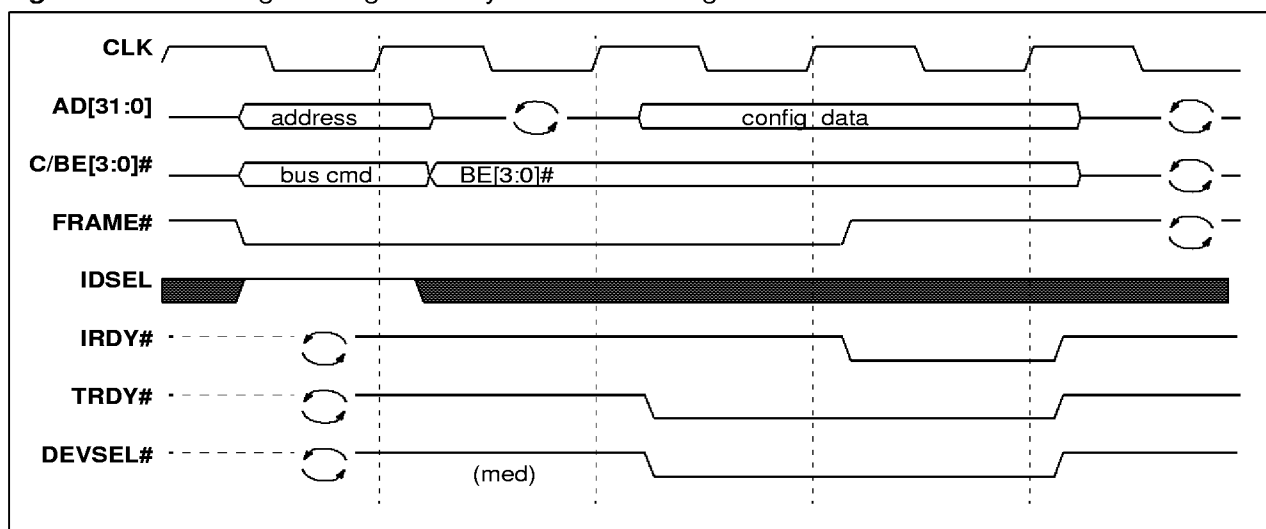 CLK
AD[31:0]
address
config data
C/BE[3:0]#
bus cmd
BE[3:0]#
FRAME#
IDSEL
IRDY#
TRDY#
DEVSEL#
(med)